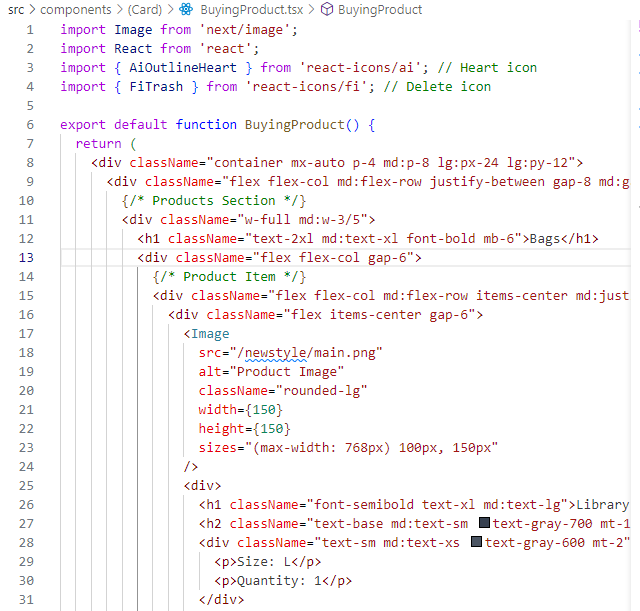 src > components > (Card) > BuyingProduct.tsx > BuyingProduct
1 import Image from 'next/image';
2 import React from 'react';
3 import { AiOutlineHeart } from 'react-icons/ai'; // Heart icon
4 import { FiTrash } from 'react-icons/fi'; // Delete icon
5
6 export default function BuyingProduct() {
7 return (
8 <div className="container mx-auto p-4 md:p-8 lg:px-24 lg:py-12">
9 <div className="flex flex-col md:flex-row justify-between gap-8 md:g
10 {/* Products Section */}
11 <div className="w-full md:w-3/5">
12 <h1 className="text-2xl md:text-xl font-bold mb-6">Bags</h1>
13 <div className="flex flex-col gap-6">
14 {/* Product Item */}
15 <div className="flex flex-col md:flex-row items-center md:just
16 <div className="flex items-center gap-6">
17 <Image
18 src="/newstyle/main.png"
19 alt="Product Image"
20 className="rounded-lg"
21 width={150}
22 height={150}
23 sizes="(max-width: 768px) 100px, 150px"
24 />
25 <div>
26 <h1 className="font-semibold text-xl md:text-lg">Library
27 <h2 className="text-base md:text-sm text-gray-700 mt-1
28 <div className="text-sm md:text-xs text-gray-600 mt-2"
29 <p>Size: L</p>
30 <p>Quantity: 1</p>
31 </div>